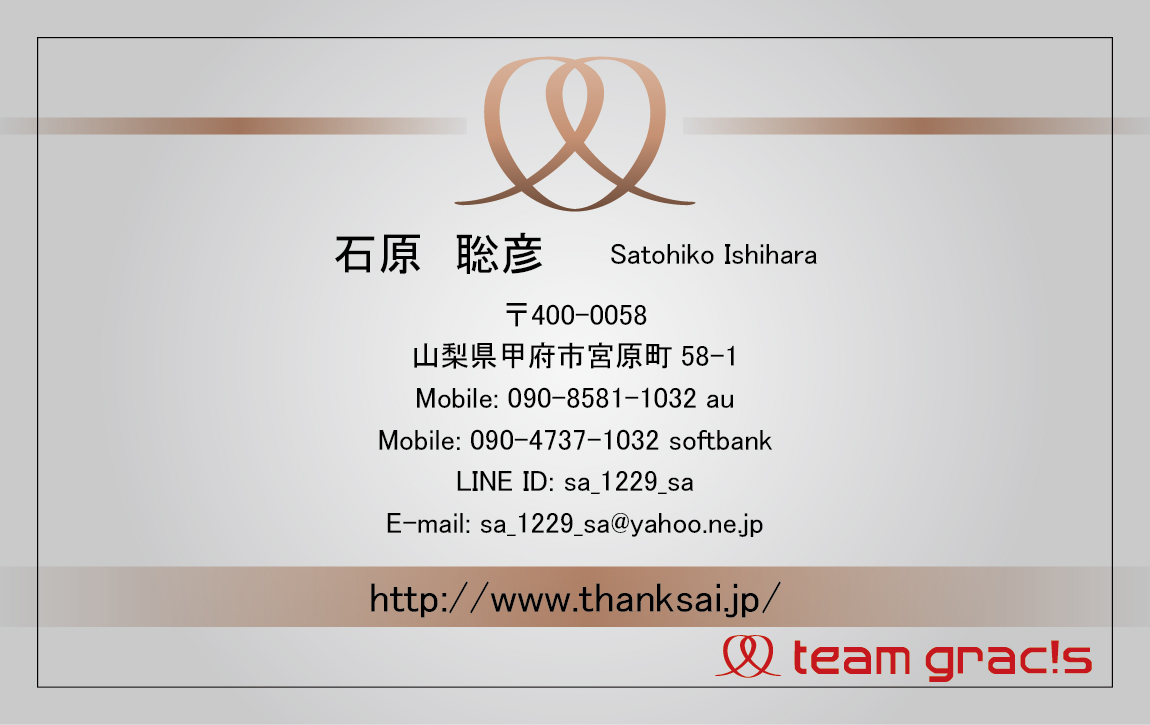 石原　聡彦　Satohiko Ishihara
〒400-0058
山梨県甲府市宮原町 58-1
Mobile: 090-8581-1032 au
Mobile: 090-4737-1032 softbank
LINE ID: sa_1229_sa
E-mail: sa_1229_sa@yahoo.ne.jp
http://www.thanksai.jp/
team grac!s